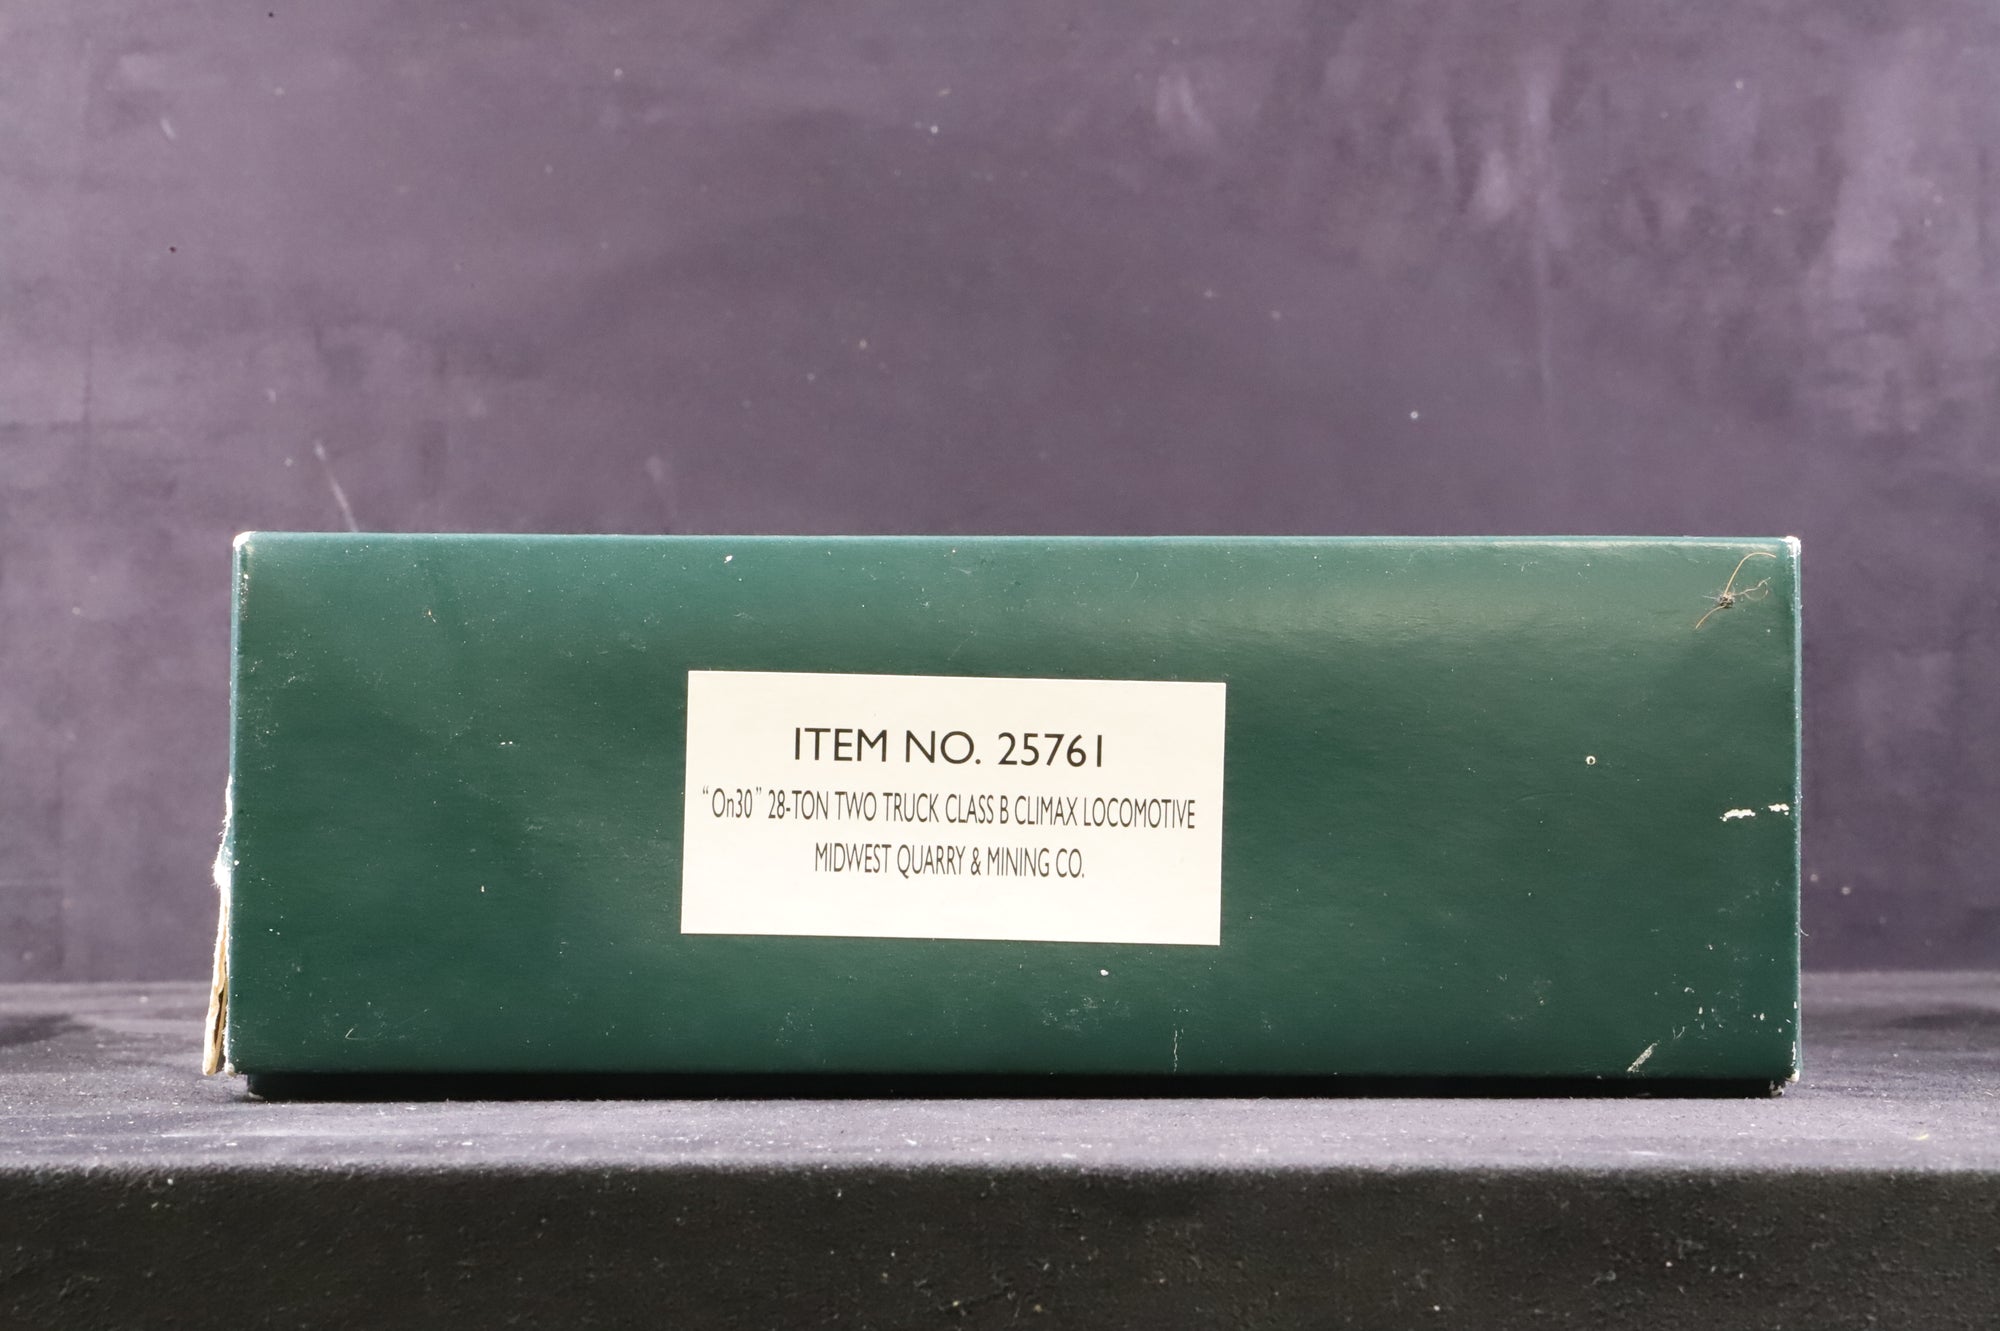 ITEM NO. 25761
"On30" 28-TON TWO TRUCK CLASS B CLIMAX LOCOMOTIVE
MIDWEST QUARRY & MINING CO.